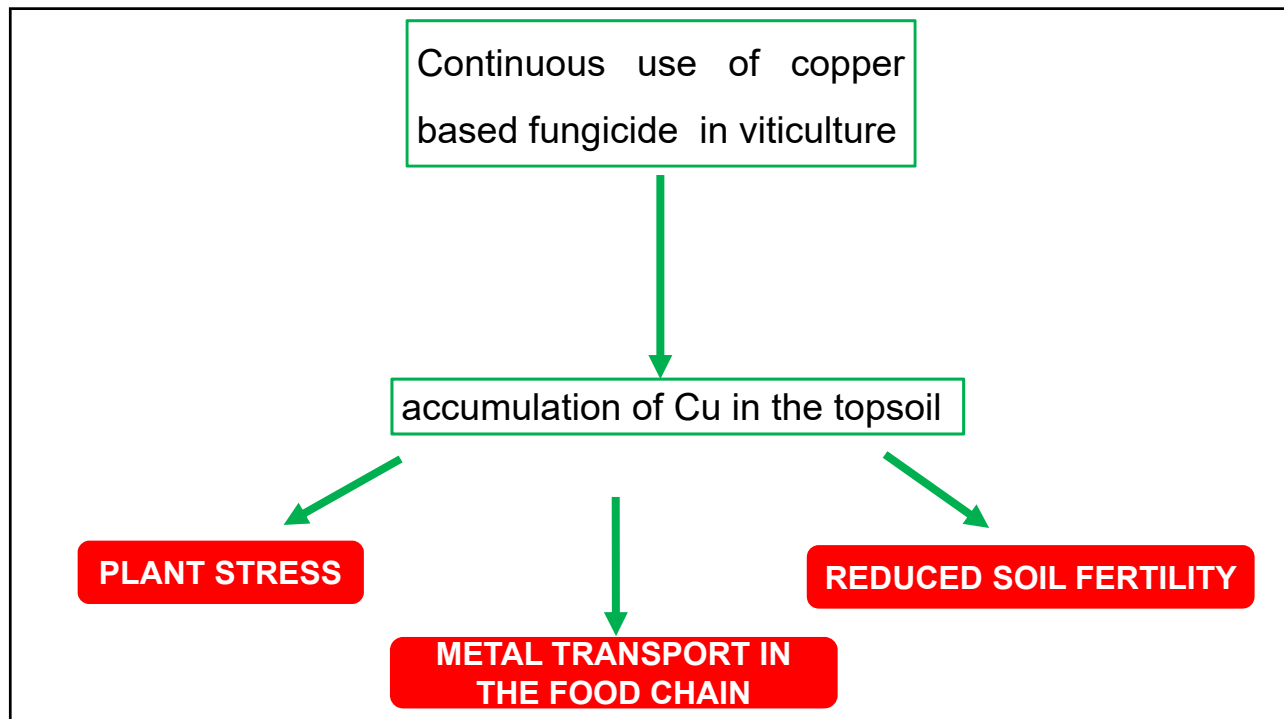 Continuous use of copper
based fungicide in viticulture
accumulation of Cu in the topsoil
PLANT STRESS
REDUCED SOIL FERTILITY
METAL TRANSPORT IN
THE FOOD CHAIN